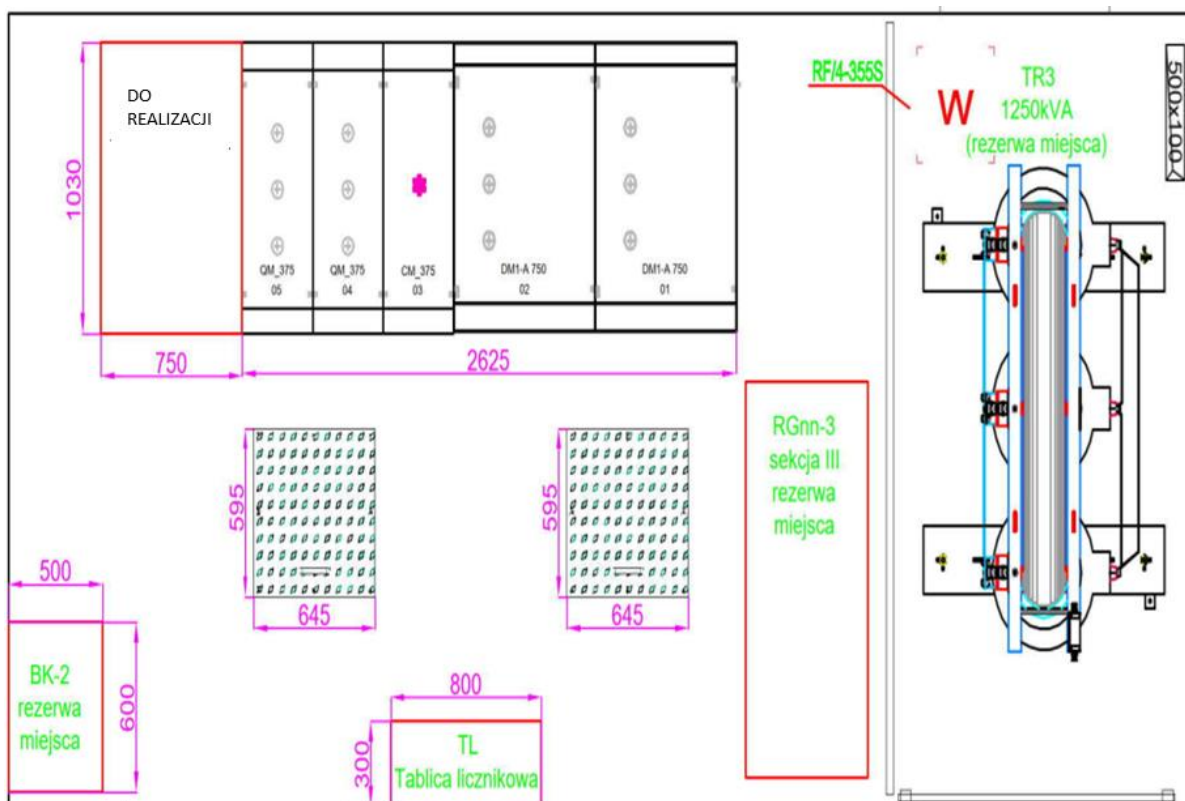 DO
REALIZACJI
1030
QM_375
05
QM_375
04
CM_375
03
DM1-A 750
02
DM1-A 750
01
750
2625
RF/4-355S
W
TR3
1250kVA
(rezerwa miejsca)
500x100
595
645
595
645
RGnn-3
sekcja III
rezerwa
miejsca
500
600
BK-2
rezerwa
miejsca
800
300
TL
Tablica licznikowa